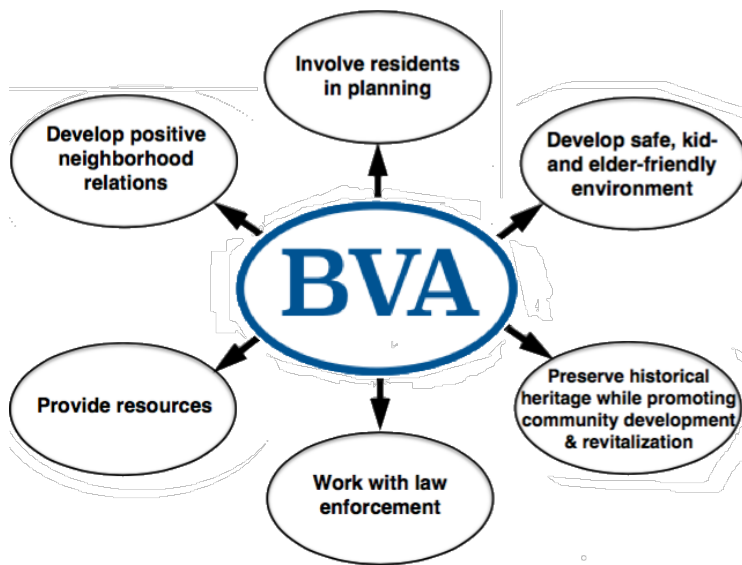 Involve residents
in planning
Develop positive
neighborhood
relations
Develop safe, kid-
and elder-friendly
environment
BVA
Provide resources
Preserve historical
heritage while promoting
community development
& revitalization
Work with law
enforcement